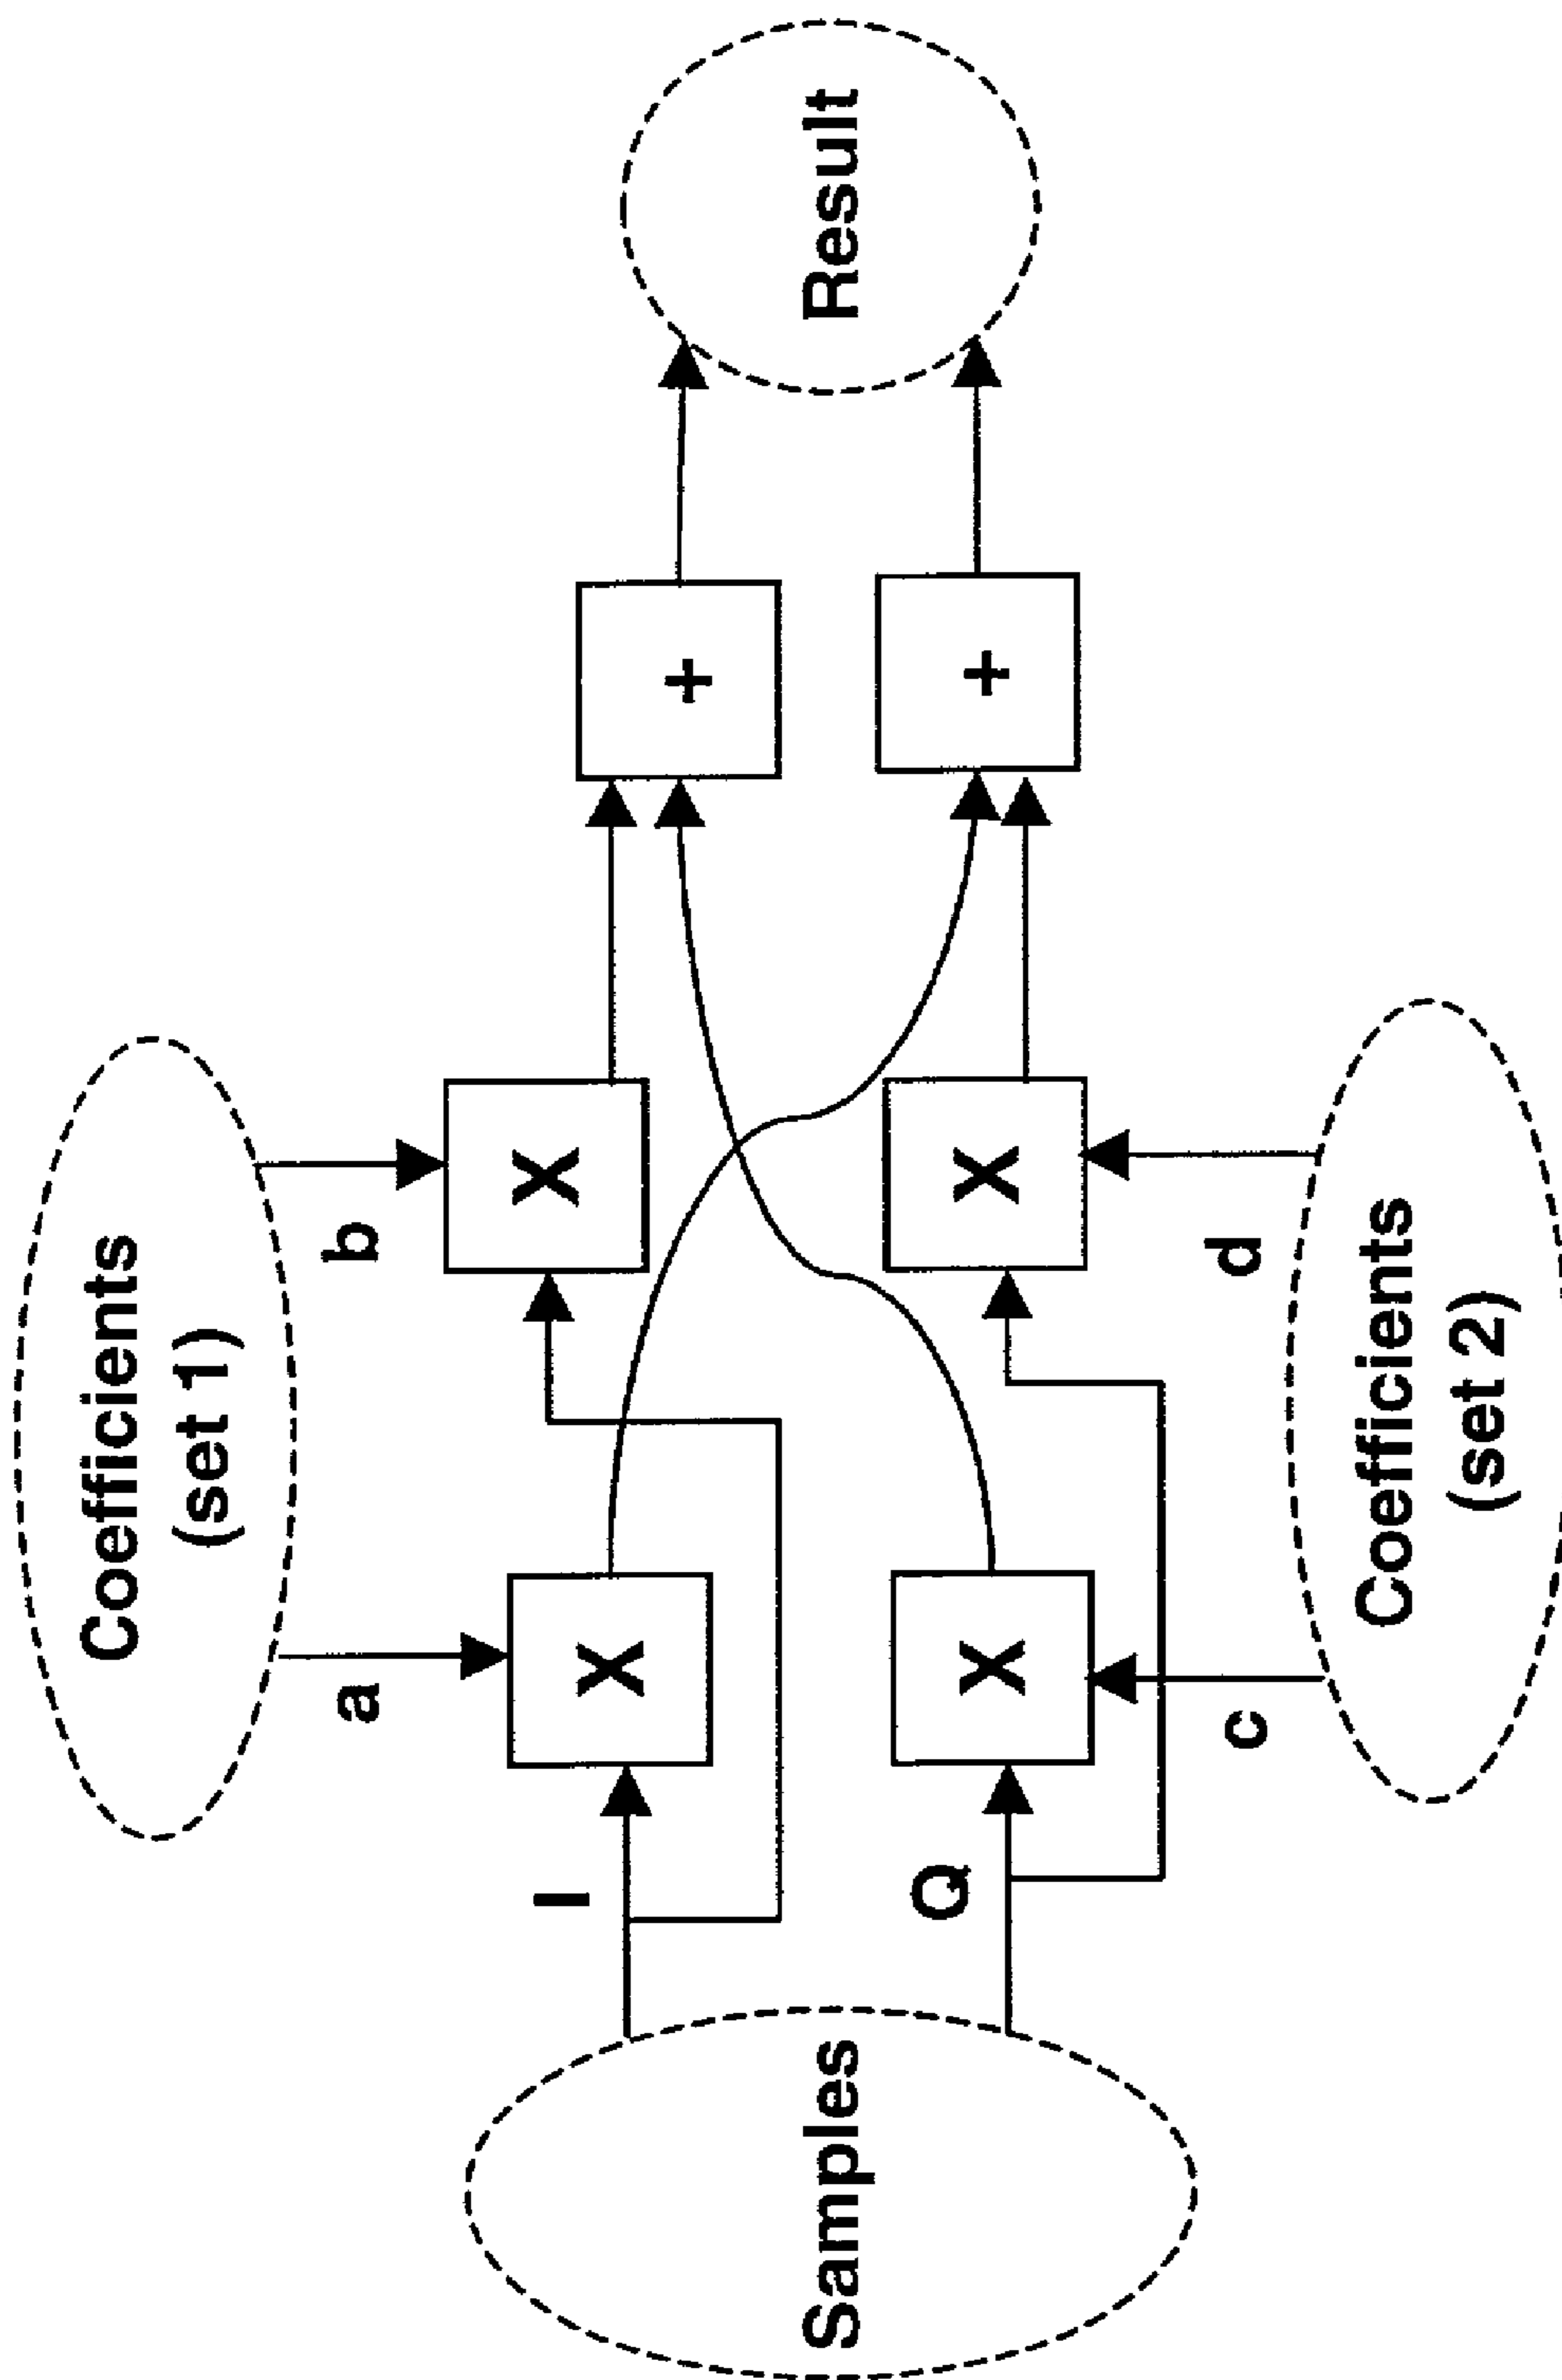 Coefficients
(set 1)
a
b
I
X
X
+
Samples
Result
Q
X
X
+
c
d
Coefficients
(set 2)